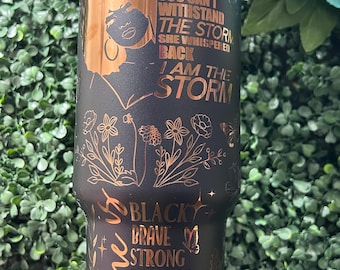 WITHSTAND
THE STORM
SHE WHISPERED
BACK
I AM THE
STORM
BLACK
BRAVE
STRONG